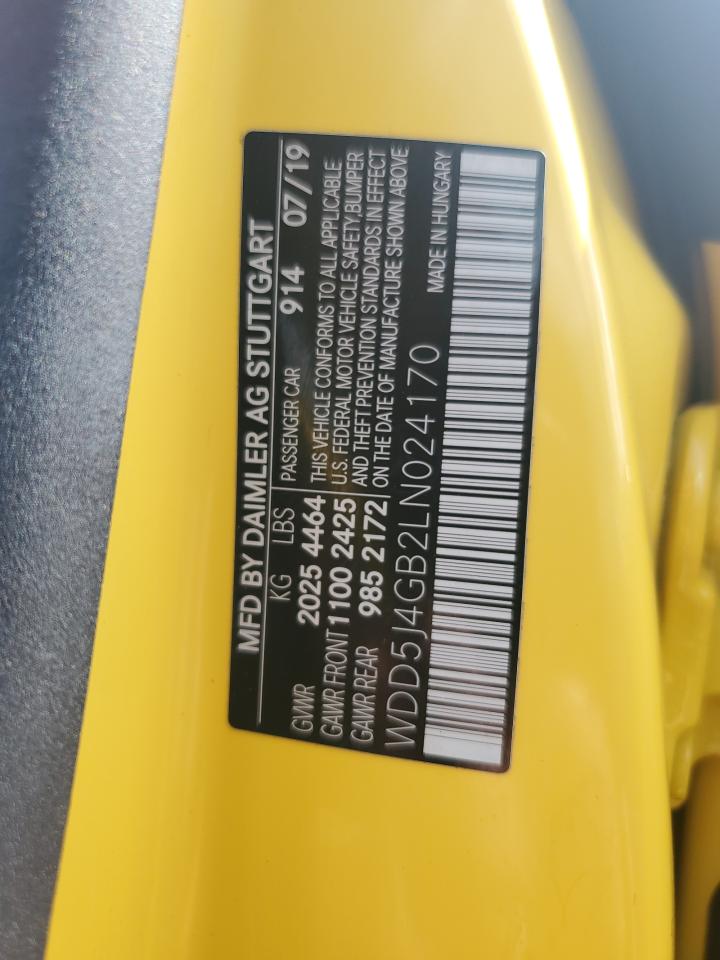 MFD BY DAIMLER AG STUTTGART
KG LBS PASSENGER CAR 914 07/19
GVWR 2025 4464
GAWR FRONT 1100 2425
GAWR REAR 985 2172
THIS VEHICLE CONFORMS TO ALL APPLICABLE
U.S. FEDERAL MOTOR VEHICLE SAFETY,BUMPER
AND THEFT PREVENTION STANDARDS IN EFFECT
ON THE DATE OF MANUFACTURE SHOWN ABOVE
WDD5J4GB2LN024170 MADE IN HUNGARY